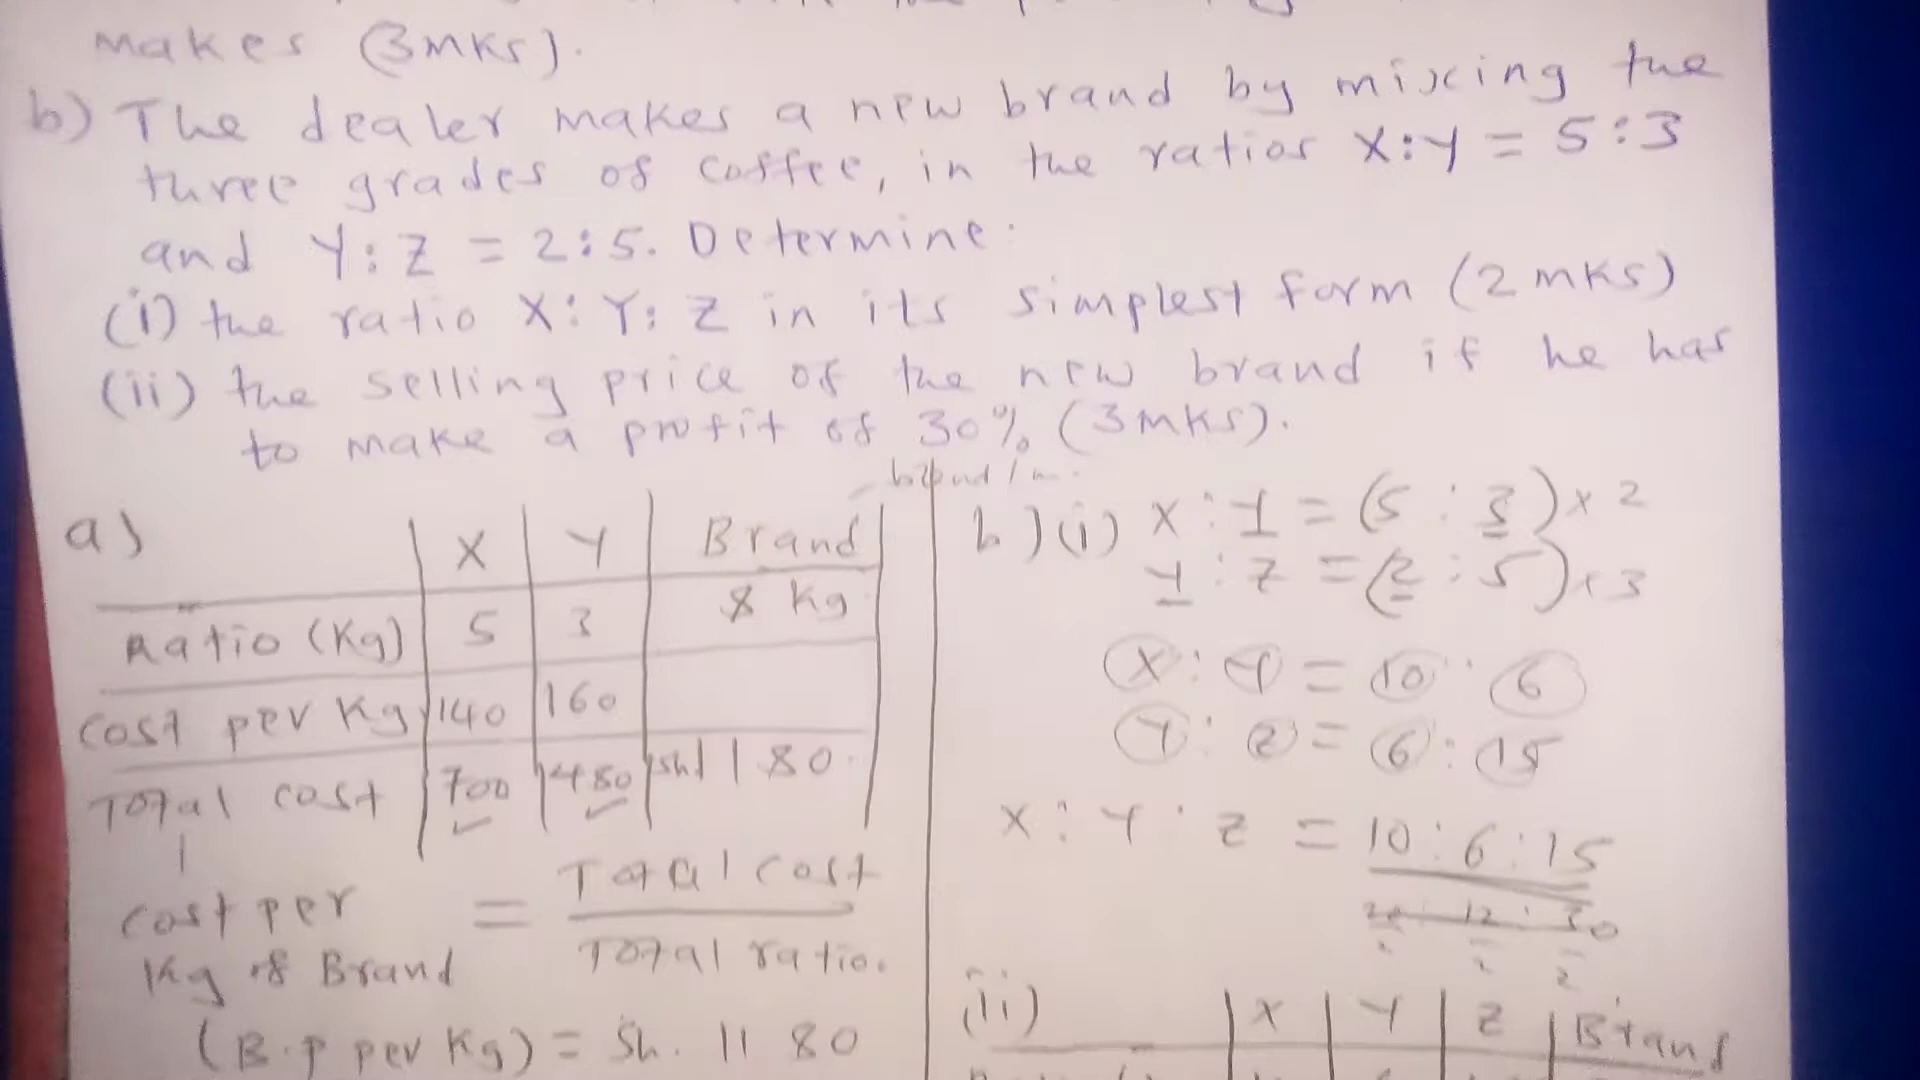 makes (3mks).
b) The dealer makes a new brand by mixing the
three grades of coffee, in the ratios X:Y = 5:3
and Y:Z = 2:5. Determine:
(i) the ratio X:Y:Z in its simplest form (2mks)
(ii) the selling price of the new brand if he has
to make a profit of 30% (3mks).
a)
X Y Brand
Ratio (Kg) 5 3 8 Kg
Cost per Kg 140 160
Total cost 700 480 sh1180
Cost per Kg of Brand = Total cost / Total ratio.
(B.p per Kg) = Sh. 1180
b)(i) X:Y = (5:3)x2
Y:Z = (2:5)x3
X:Y = 10:6
Y:Z = 6:15
X:Y:Z = 10:6:15
(ii)
X Y Z Brand